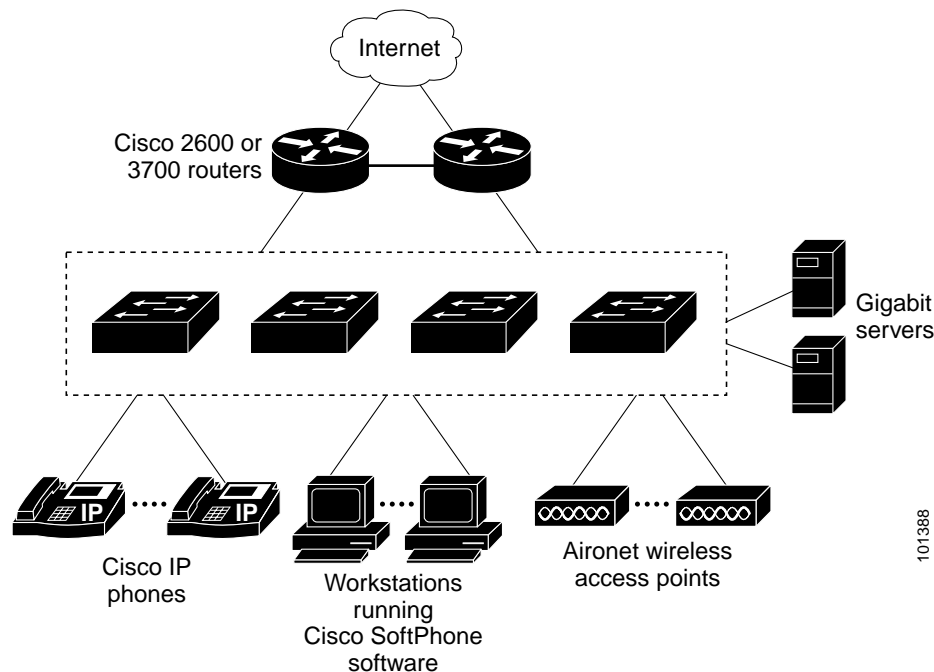 Internet
Cisco 2600 or
3700 routers
Gigabit
servers
IP
IP
Cisco IP
phones
Workstations
running
Cisco SoftPhone
software
Aironet wireless
access points
101388